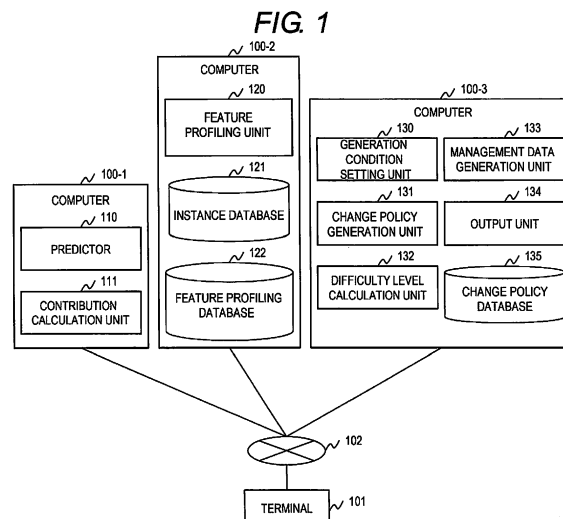 FIG. 1
100-2
COMPUTER
120
FEATURE
PROFILING UNIT
121
INSTANCE DATABASE
122
FEATURE PROFILING
DATABASE
100-3
COMPUTER
130
GENERATION
CONDITION
SETTING UNIT
133
MANAGEMENT DATA
GENERATION UNIT
131
CHANGE POLICY
GENERATION UNIT
134
OUTPUT UNIT
132
DIFFICULTY LEVEL
CALCULATION UNIT
135
CHANGE POLICY
DATABASE
100-1
COMPUTER
110
PREDICTOR
111
CONTRIBUTION
CALCULATION UNIT
102
TERMINAL
101